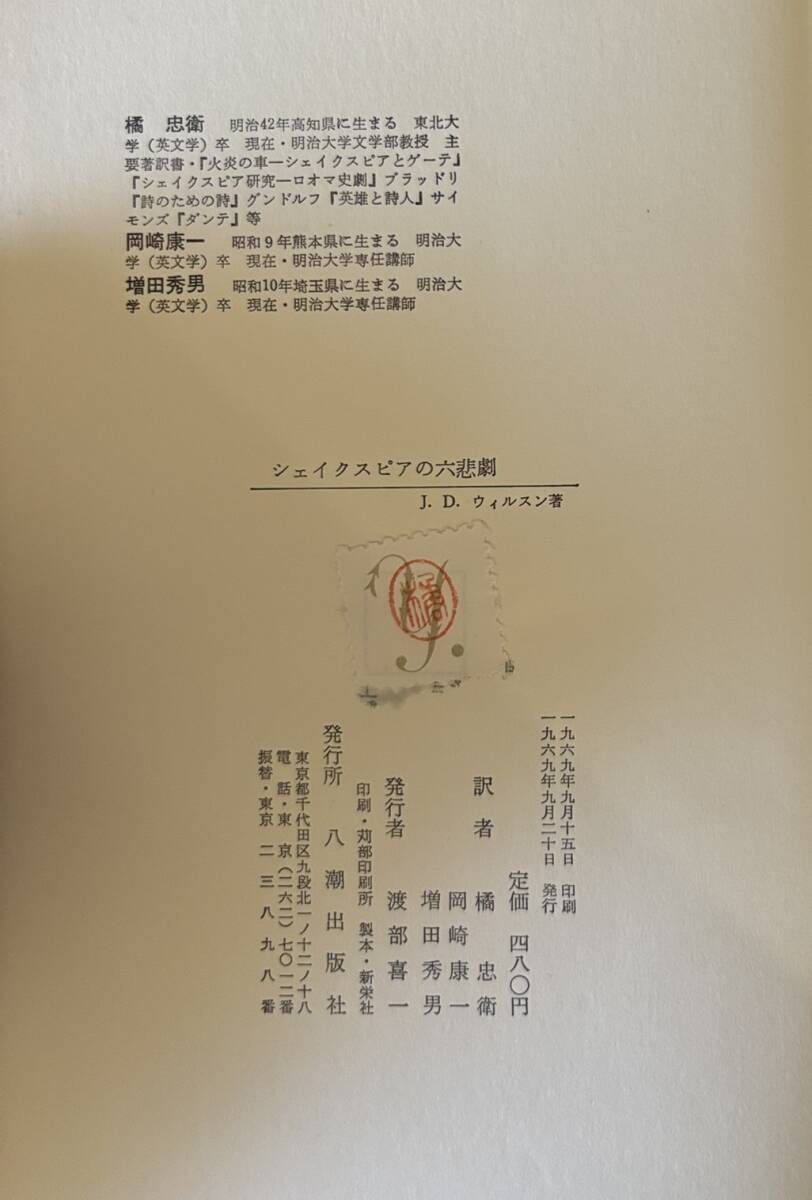 橘 忠衛 明治42年高知県に生まる 東北大
学(英文学)卒 現在・明治大学文学部教授 主
要著訳書・『火炎の車―シェイクスピアとゲーテ』
『シェイクスピア研究―ロオマ史劇』ブラッドリ
『詩のための詩』グンドルフ『英雄と詩人』サイ
モンズ『ダンテ』等
岡崎康一 昭和9年熊本県に生まる 明治大
学(英文学)卒 現在・明治大学専任講師
増田秀男 昭和10年埼玉県に生まる 明治大
学(英文学)卒 現在・明治大学専任講師
シェイクスピアの六悲劇
J. D. ウィルスン著
橘
一九六九年九月十五日 印刷
一九六九年九月二十日 発行
定価 四八〇円
訳者 橘忠衛
岡崎康一
増田秀男
発行者 渡部喜一
印刷・苅部印刷所 製本・新栄社
発行所 八潮出版社
東京都千代田区九段北一ノ十二ノ十八
電話・東京(二六二)七〇一二番
振替・東京 二三八九八番